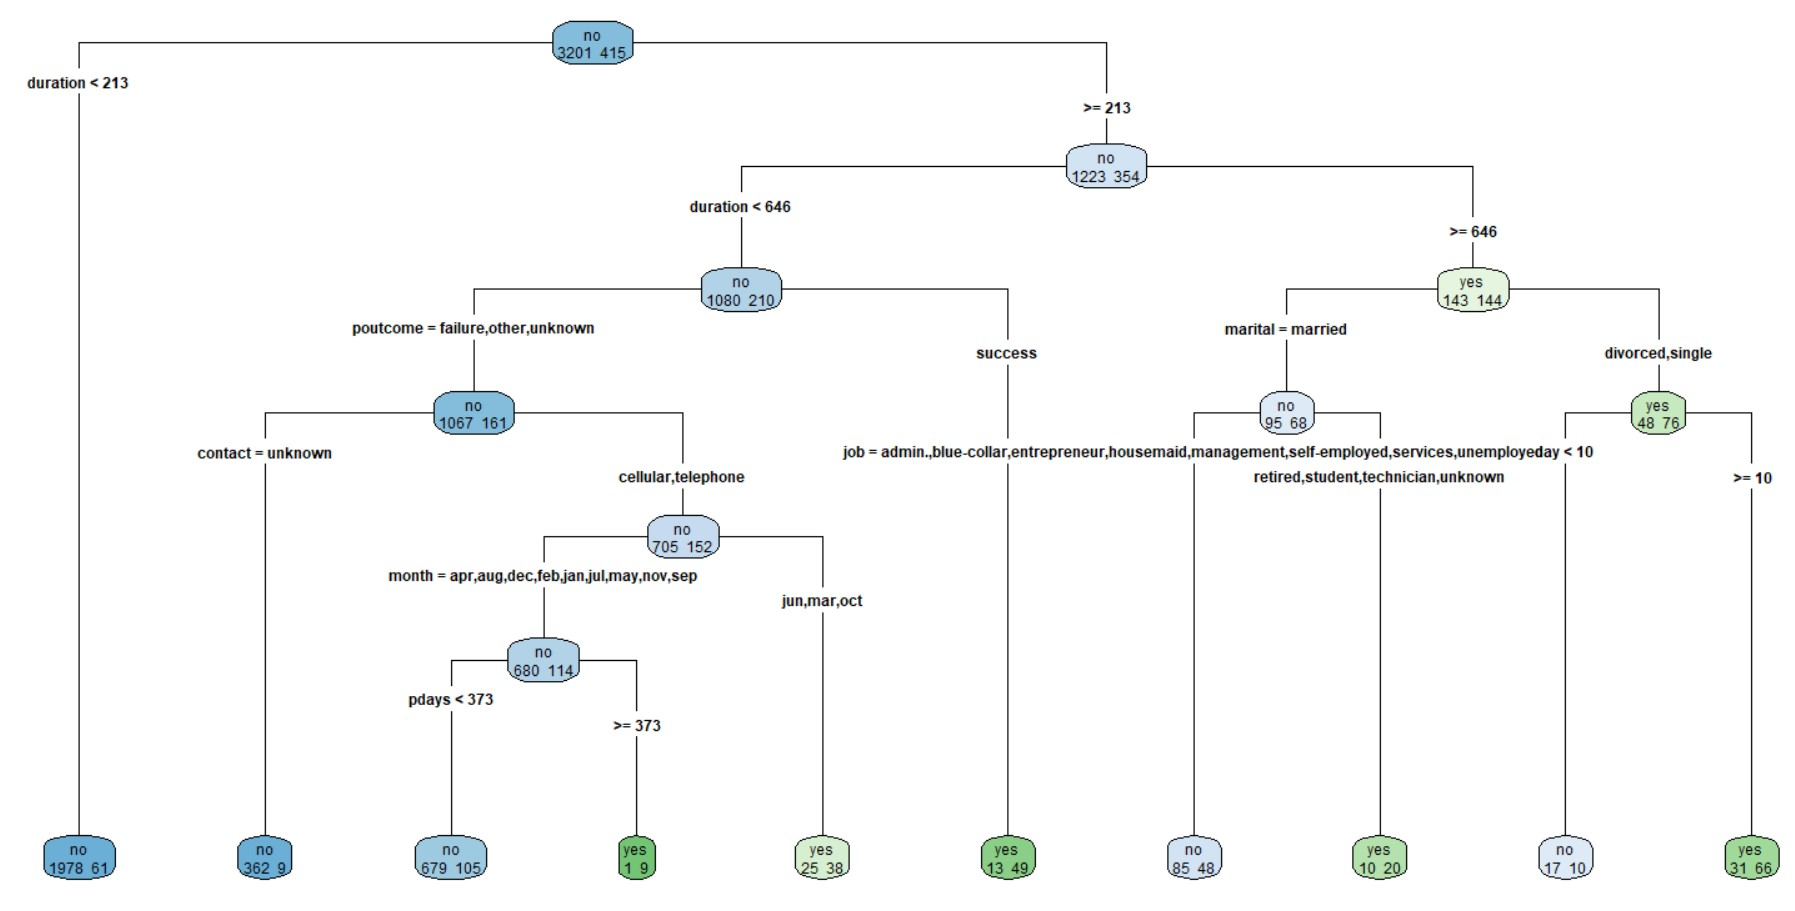 no
3201 415
duration < 213
>= 213
no
1223 354
duration < 646
>= 646
no
1080 210
yes
143 144
poutcome = failure,other,unknown
success
marital = married
divorced,single
no
1067 161
no
95 68
yes
48 76
contact = unknown
cellular,telephone
job = admin.,blue-collar,entrepreneur,housemaid,management,self-employed,services,unemployed
day < 10
retired,student,technician,unknown
>= 10
no
705 152
month = apr,aug,dec,feb,jan,jul,may,nov,sep
jun,mar,oct
no
680 114
pdays < 373
>= 373
no
1978 61
no
362 9
no
679 105
yes
1 9
yes
25 38
yes
13 49
no
85 48
yes
10 20
no
17 10
yes
31 66